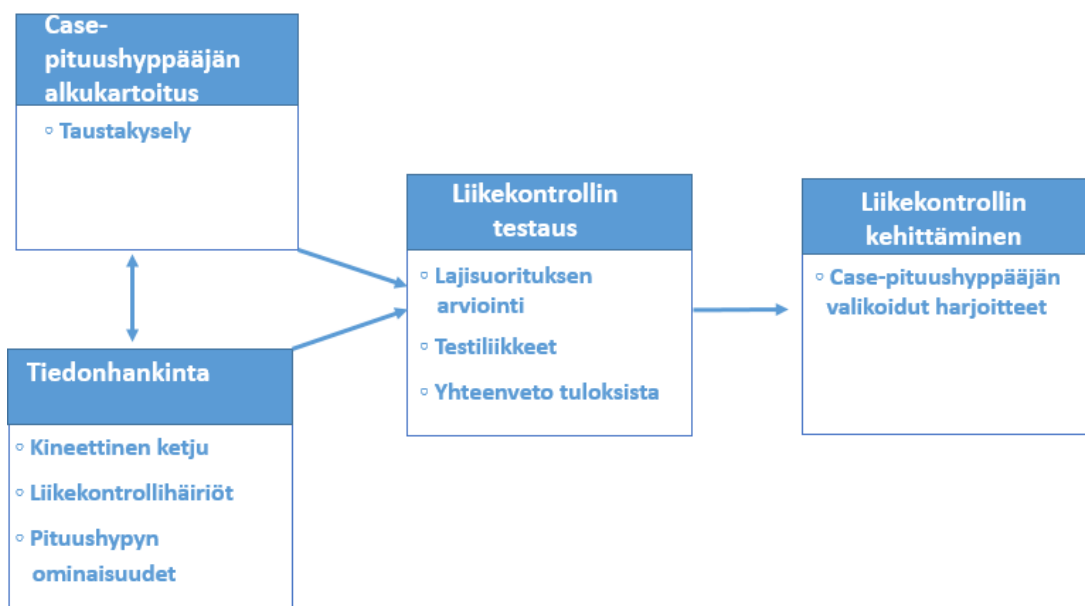 Case-
pituushyppääjän
alkukartoitus
▫ Taustakysely
Tiedonhankinta
▫ Kineettinen ketju
▫ Liikekontrollihäiriöt
▫ Pituushypyn
ominaisuudet
Liikekontrollin
testaus
▫ Lajisuorituksen
arviointi
▫ Testiliikkeet
▫ Yhteenveto tuloksista
Liikekontrollin
kehittäminen
▫ Case-pituushyppääjän
valikoidut harjoitteet